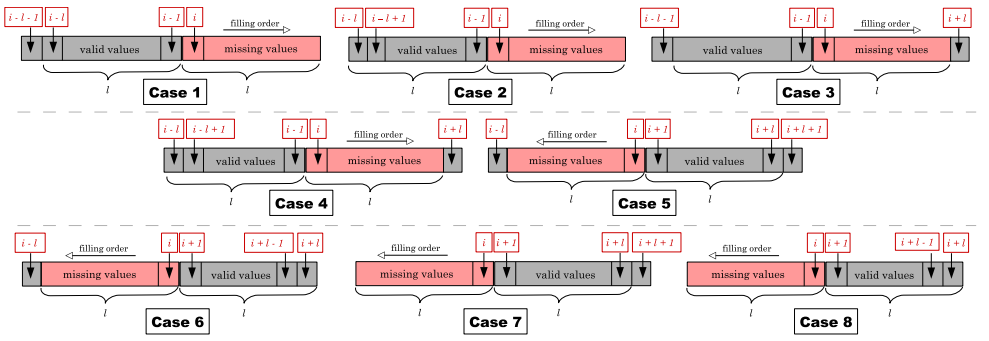 i - l - 1 i - l i - 1 i filling order
valid values missing values
l l
Case 1
i - l i - l + 1 i - 1 i filling order
valid values missing values
l l
Case 2
i - l - 1 i - 1 i filling order i + l
valid values missing values
l l
Case 3
i - l i - l + 1 i - 1 i filling order i + l
valid values missing values
l l
Case 4
i - l filling order i i + 1 i + l i + l + 1
missing values valid values
l l
Case 5
i - l filling order i i + 1 i + l - 1 i + l
missing values valid values
l l
Case 6
filling order i i + 1 i + l i + l + 1
missing values valid values
l l
Case 7
filling order i i + 1 i + l - 1 i + l
missing values valid values
l l
Case 8